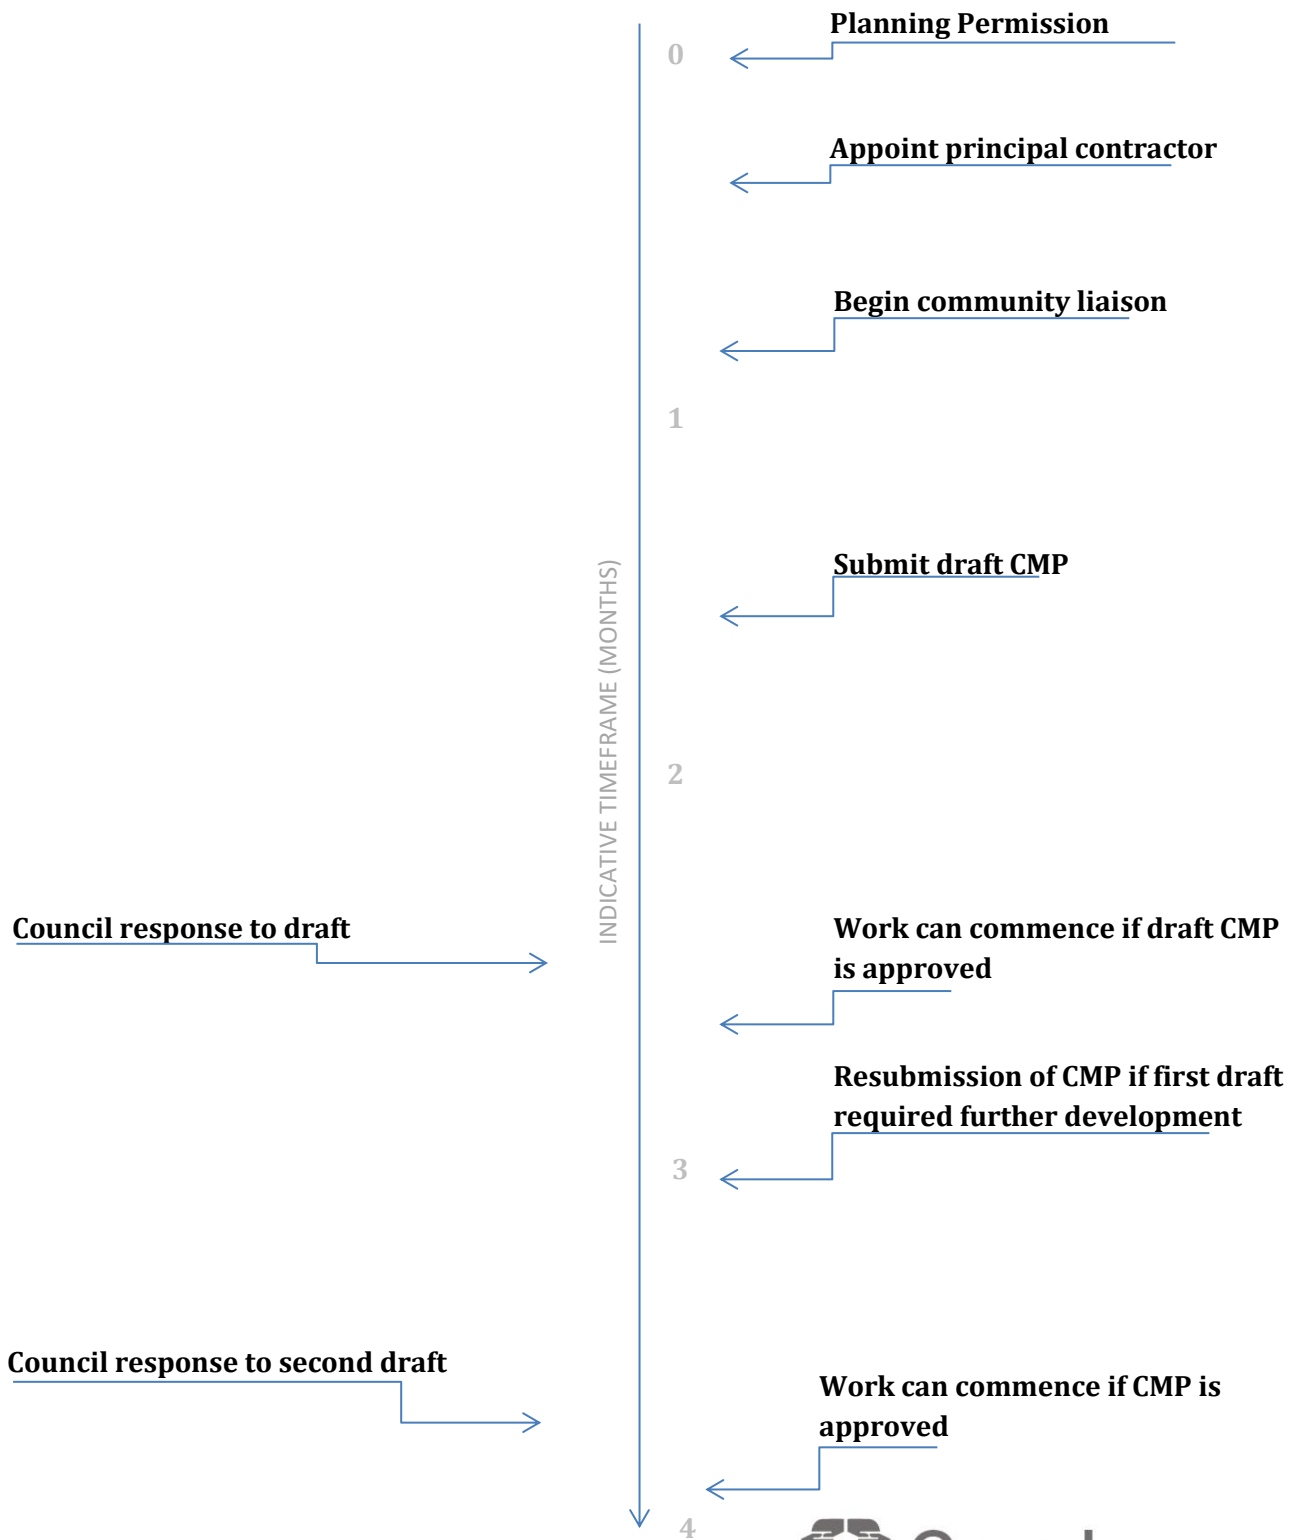 Planning Permission
0
Appoint principal contractor
Begin community liaison
1
Submit draft CMP
INDICATIVE TIMEFRAME (MONTHS)
2
Council response to draft
Work can commence if draft CMP
is approved
Resubmission of CMP if first draft
required further development
3
Council response to second draft
Work can commence if CMP is
approved
4